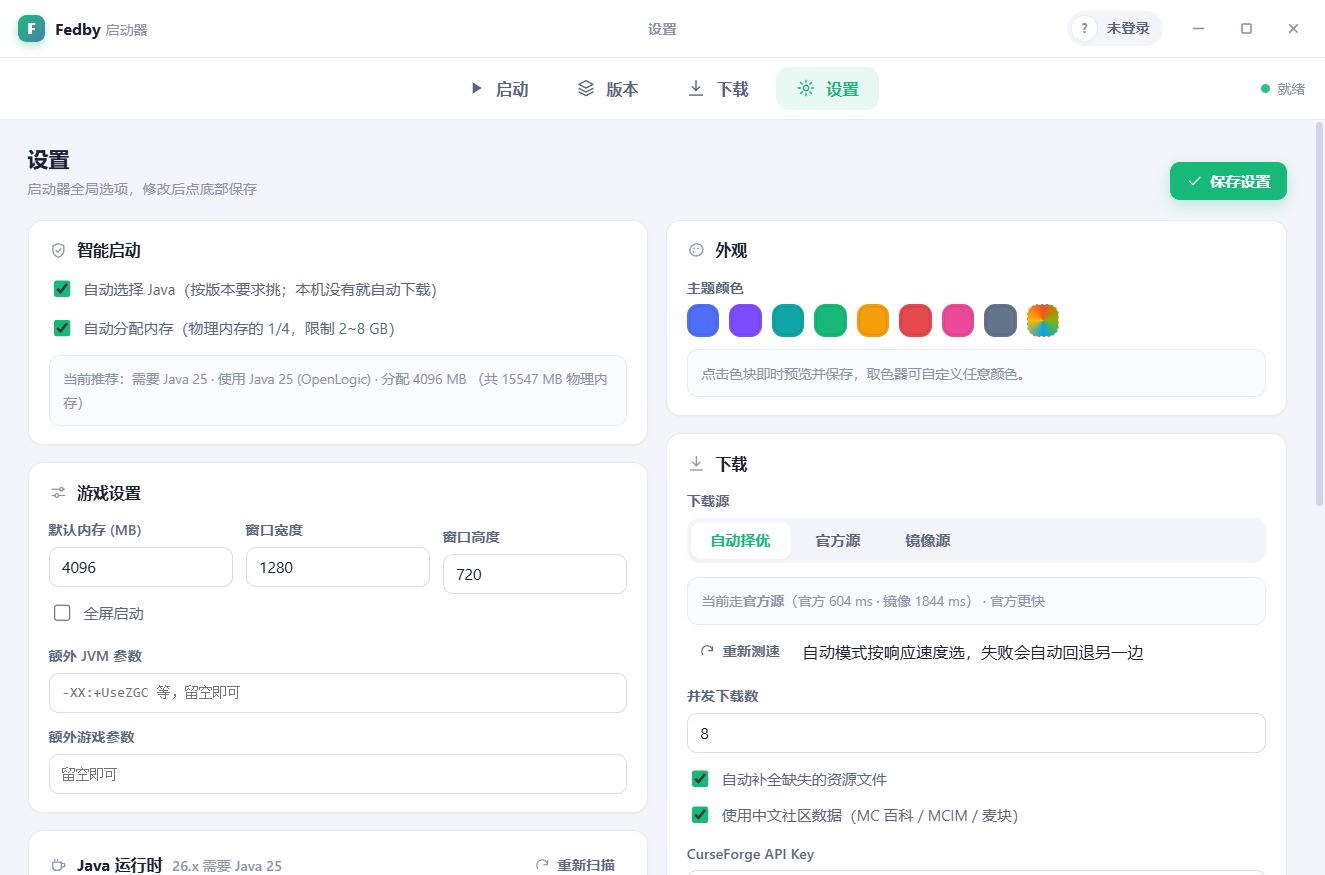 F Fedby 启动器
设置
? 未登录
启动
版本
下载
设置
就绪
设置
启动器全局选项，修改后点底部保存
保存设置
智能启动
自动选择 Java（按版本要求挑；本机没有就自动下载）
自动分配内存（物理内存的 1/4，限制 2~8 GB）
当前推荐：需要 Java 25 · 使用 Java 25 (OpenLogic) · 分配 4096 MB （共 15547 MB 物理内
存）
游戏设置
默认内存 (MB)
窗口宽度
窗口高度
4096
1280
720
全屏启动
额外 JVM 参数
-XX:+UseZGC 等，留空即可
额外游戏参数
留空即可
Java 运行时 26.x 需要 Java 25
重新扫描
外观
主题颜色
点击色块即时预览并保存，取色器可自定义任意颜色。
下载
下载源
自动择优
官方源
镜像源
当前走官方源（官方 604 ms · 镜像 1844 ms） · 官方更快
重新测速
自动模式按响应速度选，失败会自动回退另一边
并发下载数
8
自动补全缺失的资源文件
使用中文社区数据（MC 百科 / MCIM / 麦块）
CurseForge API Key